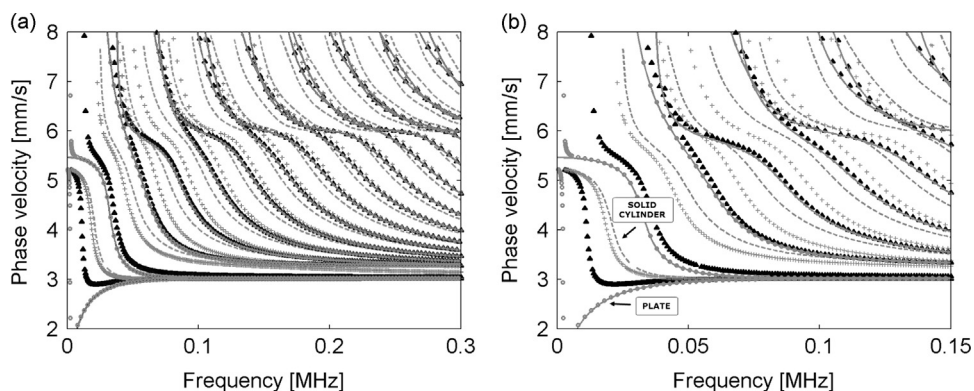 (a)
8
7
6
5
4
3
2
Phase velocity [mm/s]
0
0.1
0.2
0.3
Frequency [MHz]
(b)
8
7
6
5
4
3
2
Phase velocity [mm/s]
SOLID
CYLINDER
PLATE
0
0.05
0.1
0.15
Frequency [MHz]